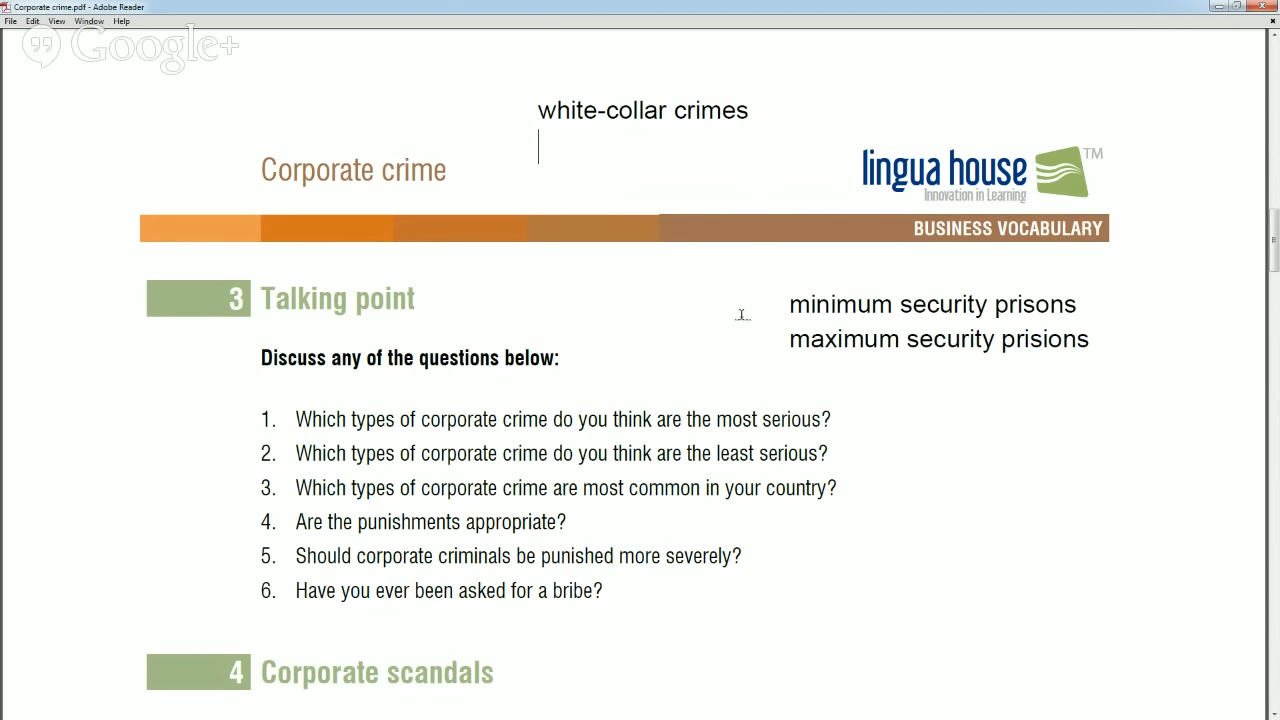 Corporate crime.pdf - Adobe Reader
File Edit View Window Help
Google+
white-collar crimes
Corporate crime
lingua house TM
Innovation in Learning
BUSINESS VOCABULARY
3 Talking point
minimum security prisons
maximum security prisions
Discuss any of the questions below:
1. Which types of corporate crime do you think are the most serious?
2. Which types of corporate crime do you think are the least serious?
3. Which types of corporate crime are most common in your country?
4. Are the punishments appropriate?
5. Should corporate criminals be punished more severely?
6. Have you ever been asked for a bribe?
4 Corporate scandals